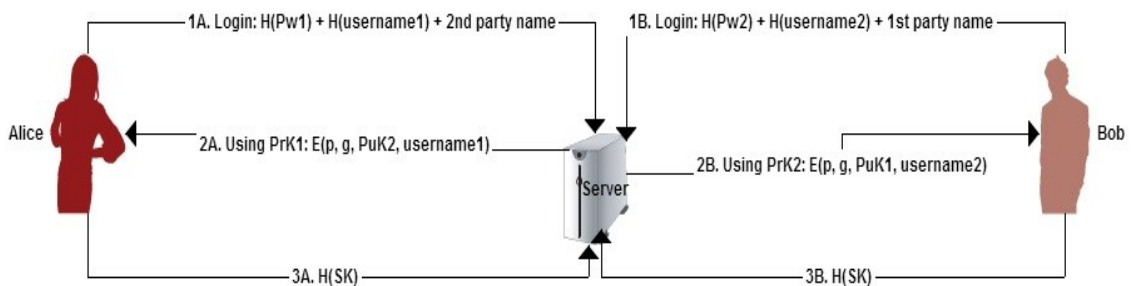 1A. Login: H(Pw1) + H(username1) + 2nd party name
1B. Login: H(Pw2) + H(username2) + 1st party name
Alice
2A. Using PrK1: E(p, g, PuK2, username1)
Server
2B. Using PrK2: E(p, g, PuK1, username2)
Bob
3A. H(SK)
3B. H(SK)